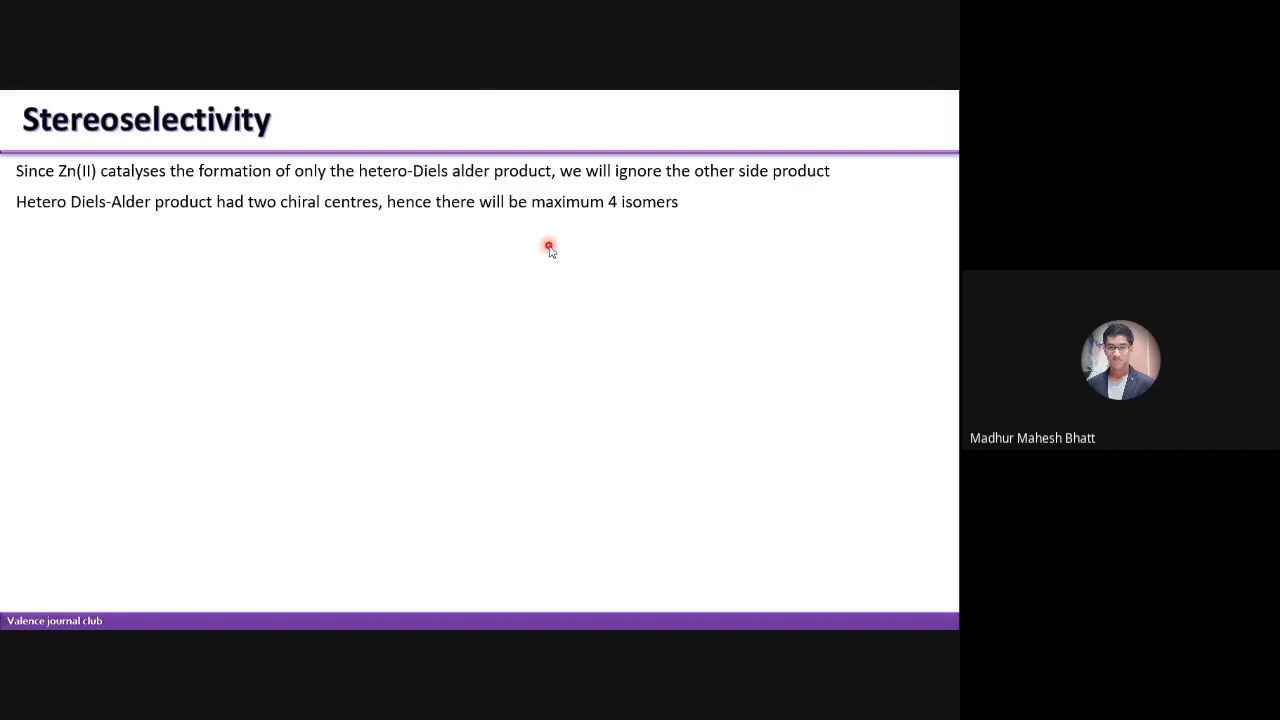 Stereoselectivity
Since Zn(II) catalyses the formation of only the hetero-Diels alder product, we will ignore the other side product
Hetero Diels-Alder product had two chiral centres, hence there will be maximum 4 isomers
Madhur Mahesh Bhatt
Valence journal club